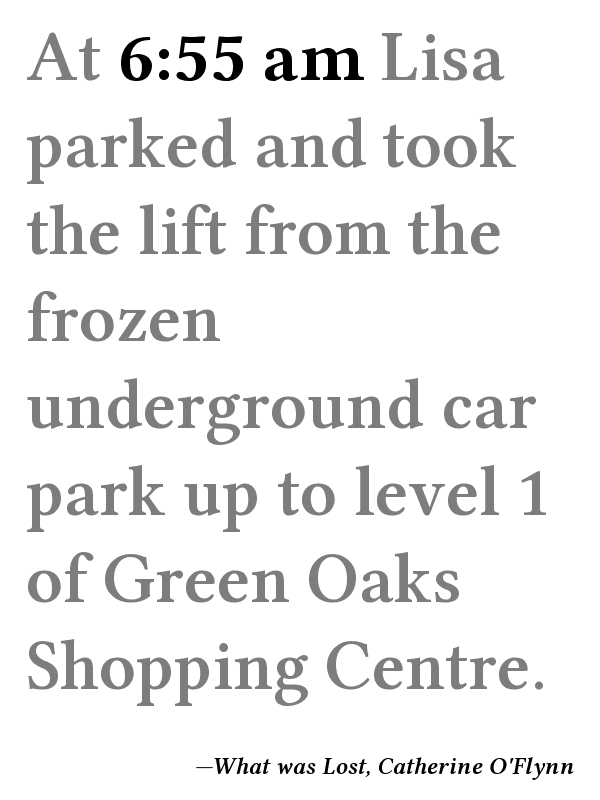 At 6:55 am Lisa
parked and took
the lift from the
frozen
underground car
park up to level 1
of Green Oaks
Shopping Centre.
—What was Lost, Catherine O'Flynn